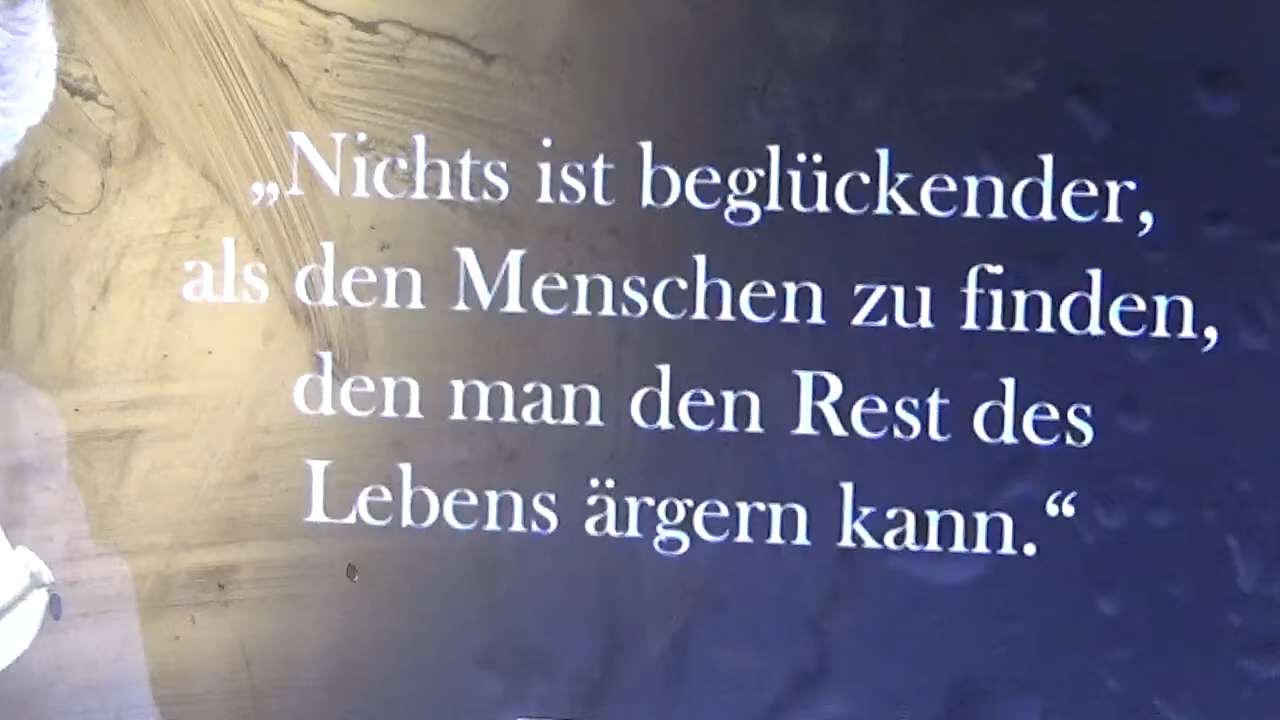 „Nichts ist beglückender,
als den Menschen zu finden,
den man den Rest des
Lebens ärgern kann.“